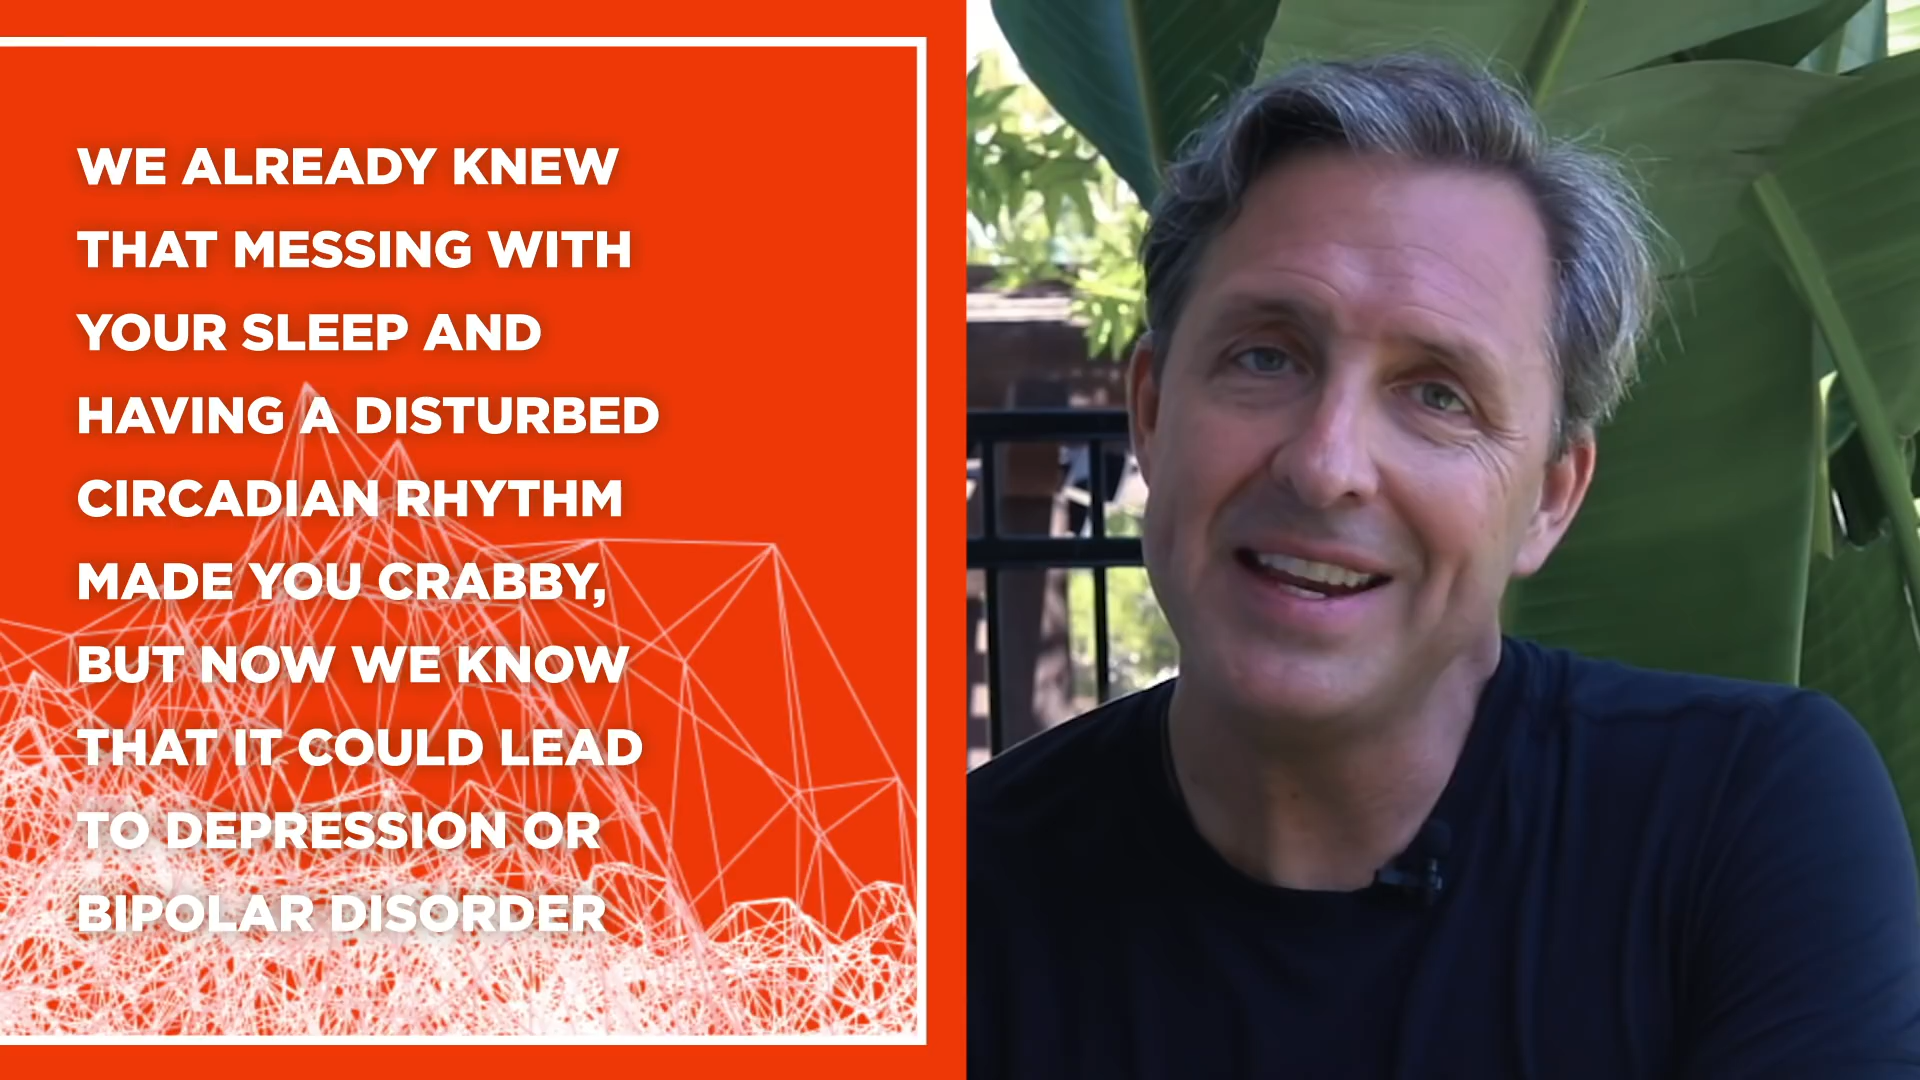 WE ALREADY KNEW
THAT MESSING WITH
YOUR SLEEP AND
HAVING A DISTURBED
CIRCADIAN RHYTHM
MADE YOU CRABBY,
BUT NOW WE KNOW
THAT IT COULD LEAD
TO DEPRESSION OR
BIPOLAR DISORDER